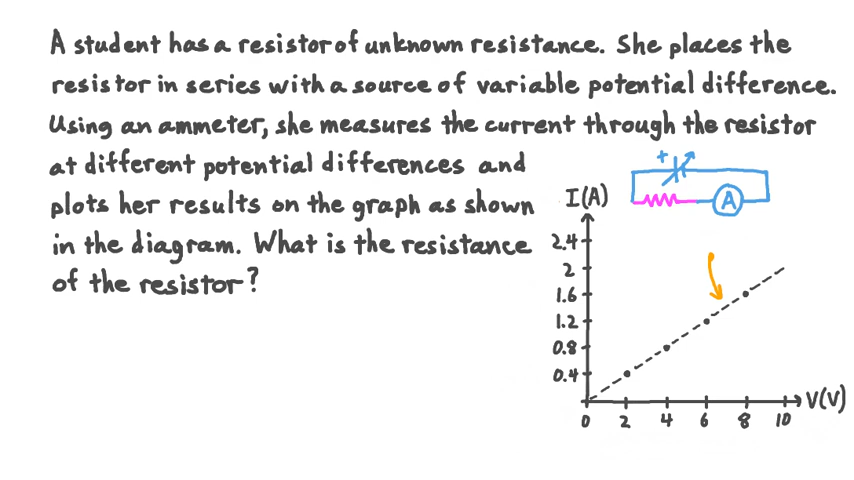 A student has a resistor of unknown resistance. She places the
resistor in series with a source of variable potential difference.
Using an ammeter, she measures the current through the resistor
at different potential differences and
plots her results on the graph as shown
in the diagram. What is the resistance
of the resistor?
+
A
I(A)
2.4
2
1.6
1.2
0.8
0.4
0 2 4 6 8 10 V(V)